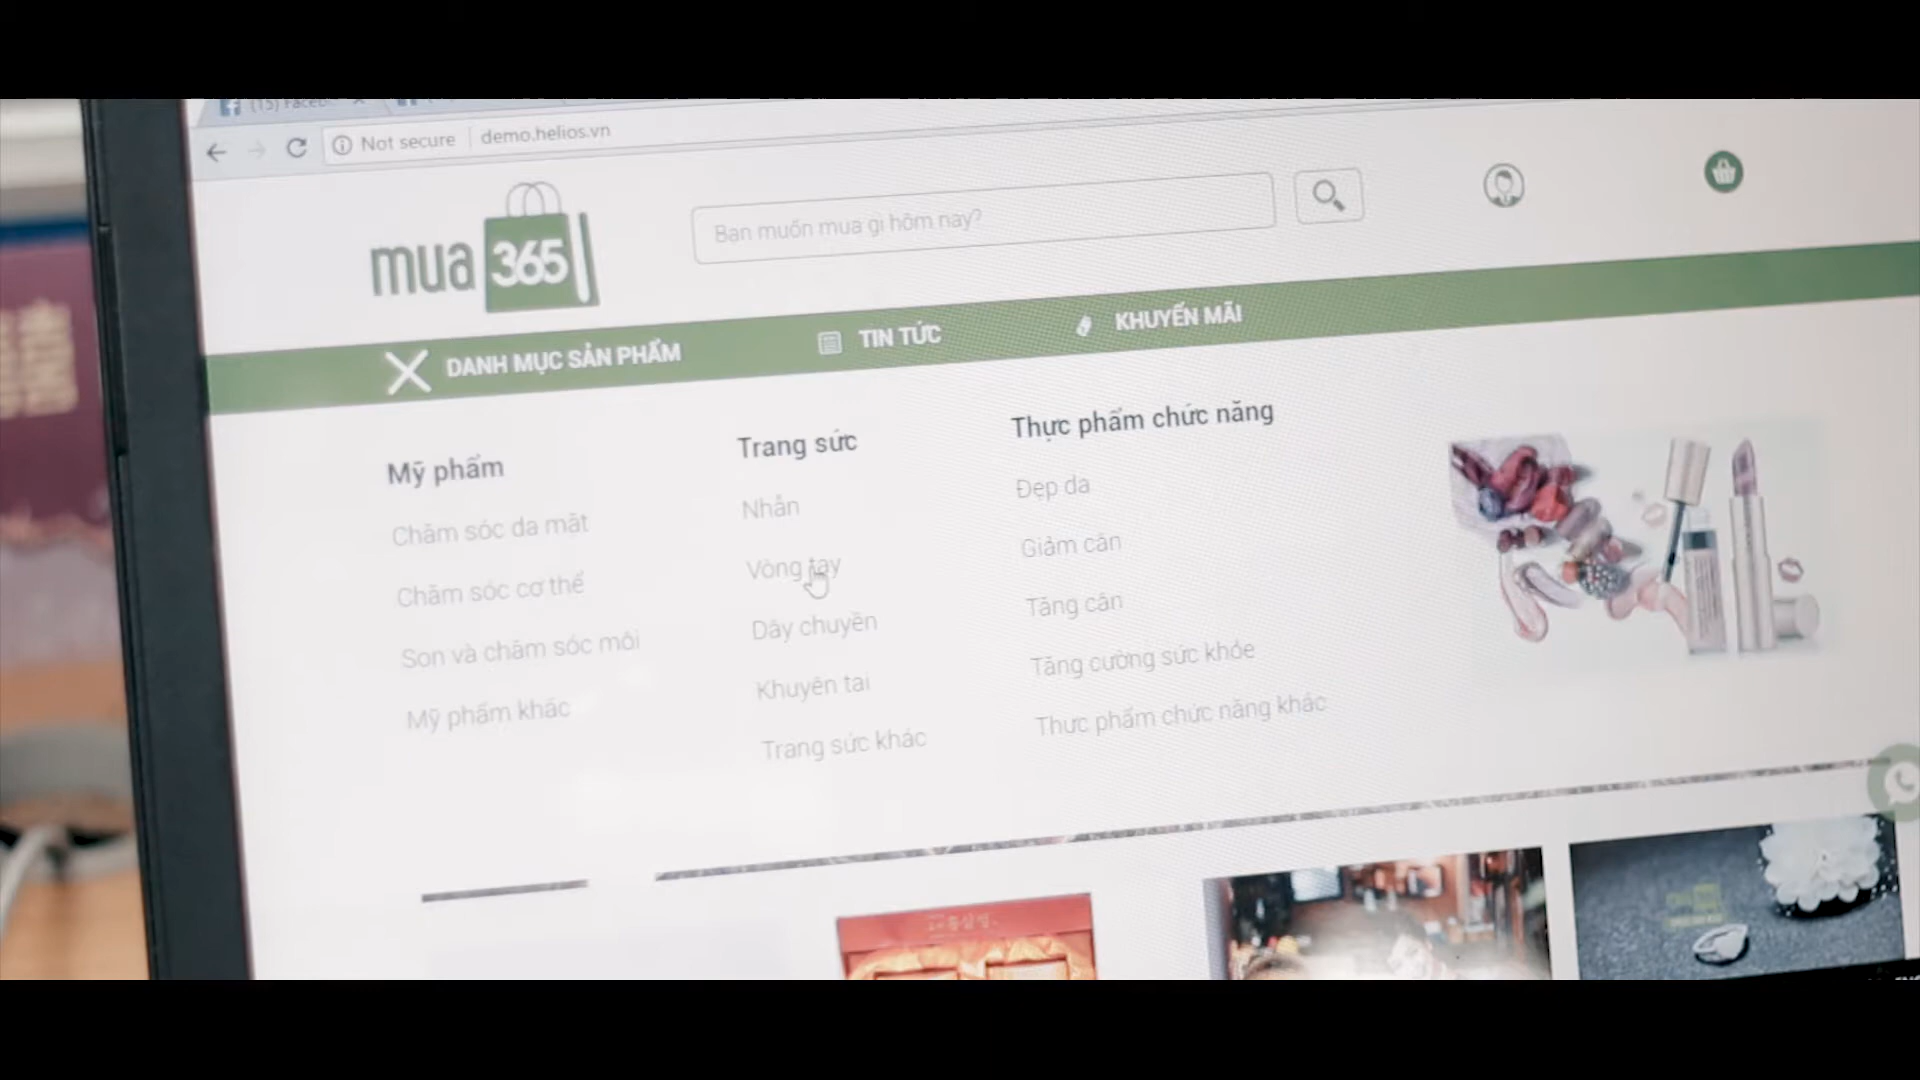 Not secure demo.helios.vn
mua 365
Bạn muốn mua gì hôm nay?
DANH MỤC SẢN PHẨM
TIN TỨC
KHUYẾN MÃI
Mỹ phẩm
Chăm sóc da mặt
Chăm sóc cơ thể
Son và chăm sóc môi
Mỹ phẩm khác
Trang sức
Nhẫn
Vòng tay
Dây chuyền
Khuyên tai
Trang sức khác
Thực phẩm chức năng
Đẹp da
Giảm cân
Tăng cân
Tăng cường sức khỏe
Thực phẩm chức năng khác